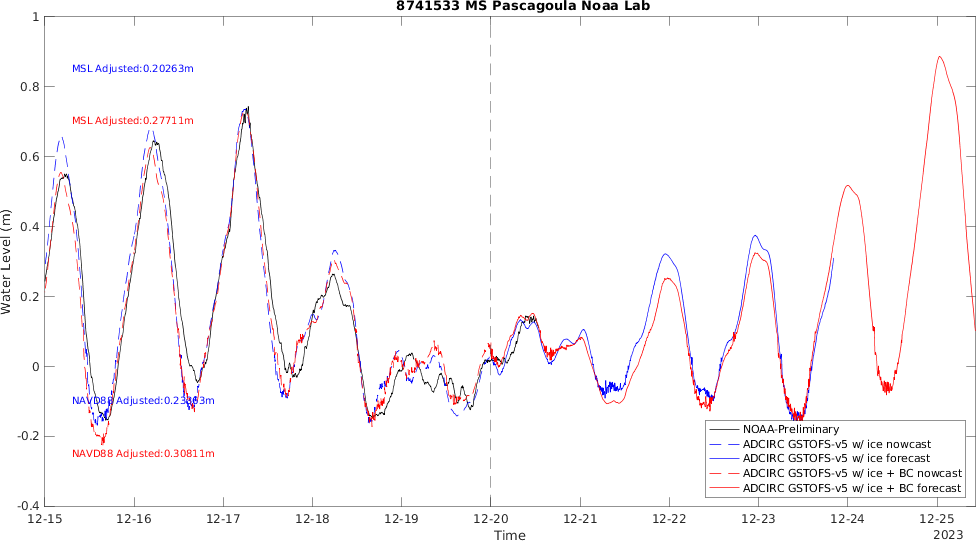 8741533 MS Pascagoula Noaa Lab
1
0.8
0.6
0.4
0.2
0
-0.2
-0.4
Water Level (m)
MSL Adjusted:0.20263m
MSL Adjusted:0.27711m
NAVD88 Adjusted:0.23363m
NAVD88 Adjusted:0.30811m
NOAA-Preliminary
ADCIRC GSTOFS-v5 w/ ice nowcast
ADCIRC GSTOFS-v5 w/ ice forecast
ADCIRC GSTOFS-v5 w/ ice + BC nowcast
ADCIRC GSTOFS-v5 w/ ice + BC forecast
12-15 12-16 12-17 12-18 12-19 12-20 12-21 12-22 12-23 12-24 12-25
Time
2023